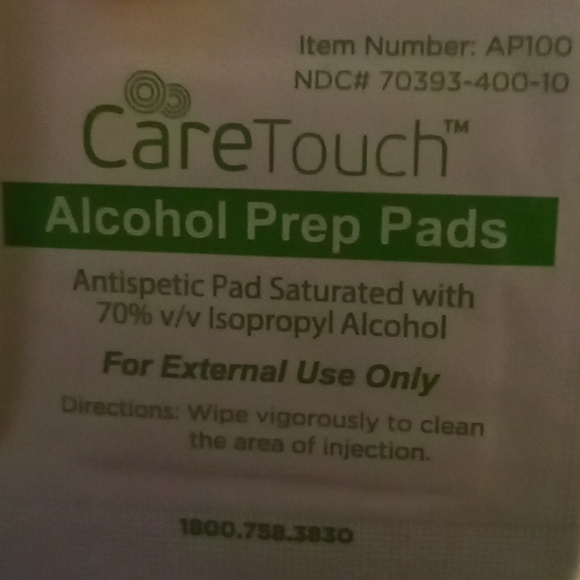 Item Number: AP100
NDC# 70393-400-10
CareTouch™
Alcohol Prep Pads
Antispetic Pad Saturated with
70% v/v Isopropyl Alcohol
For External Use Only
Directions: Wipe vigorously to clean
the area of injection.
1800.758.3830